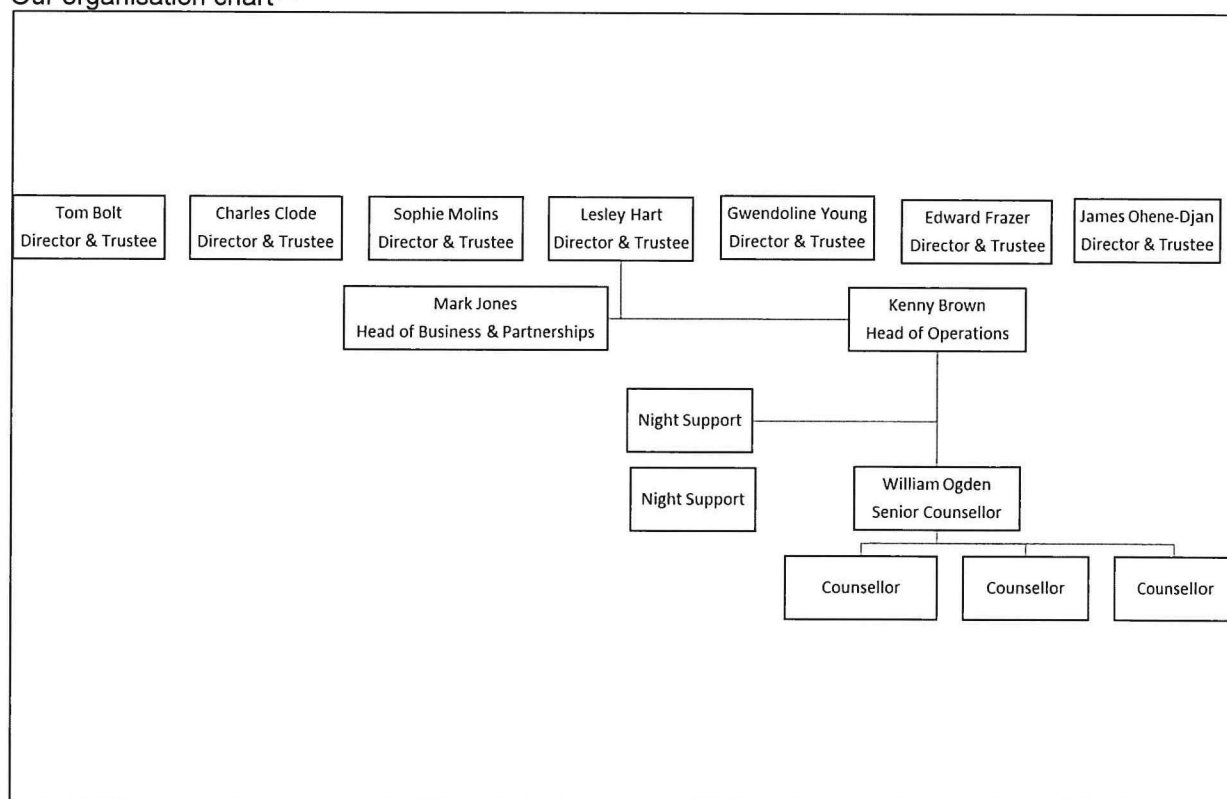 Our organisation chart
Tom Bolt
Director & Trustee
Charles Clode
Director & Trustee
Sophie Molins
Director & Trustee
Lesley Hart
Director & Trustee
Gwendoline Young
Director & Trustee
Edward Frazer
Director & Trustee
James Ohene-Djan
Director & Trustee
Mark Jones
Head of Business & Partnerships
Kenny Brown
Head of Operations
Night Support
Night Support
William Ogden
Senior Counsellor
Counsellor
Counsellor
Counsellor